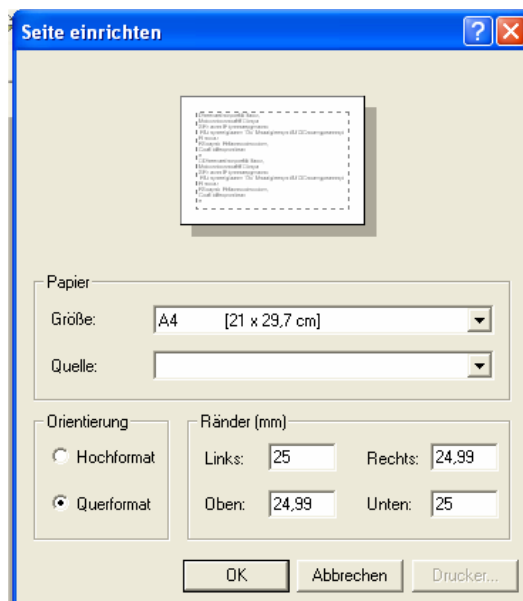 Seite einrichten
Papier
Größe: A4 [21 x 29,7 cm]
Quelle:
Orientierung
Hochformat
Querformat
Ränder (mm)
Links: 25 Rechts: 24,99
Oben: 24,99 Unten: 25
OK Abbrechen Drucker...